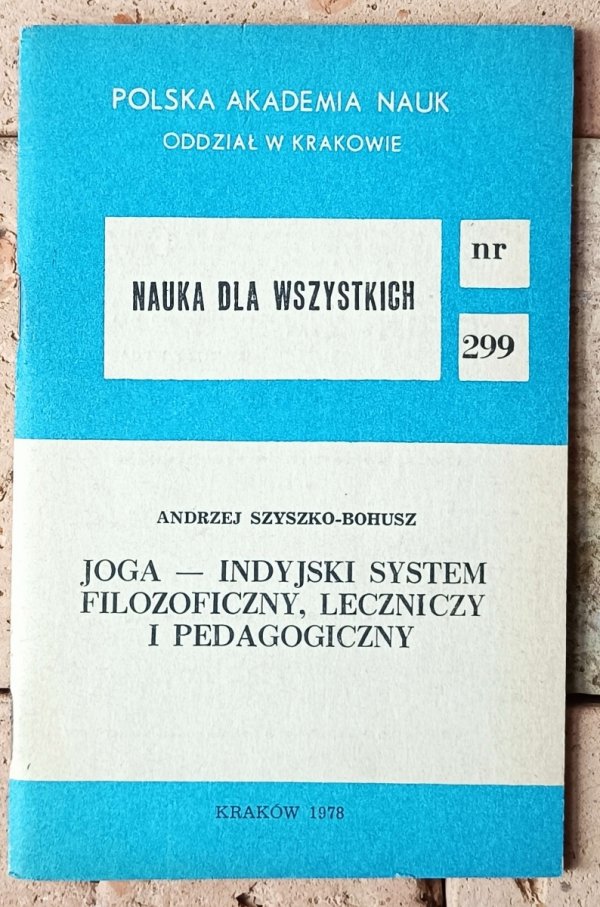 POLSKA AKADEMIA NAUK
ODDZIAŁ W KRAKOWIE
NAUKA DLA WSZYSTKICH
nr
299
ANDRZEJ SZYSZKO-BOHUSZ
JOGA — INDYJSKI SYSTEM
FILOZOFICZNY, LECZNICZY
I PEDAGOGICZNY
KRAKÓW 1978